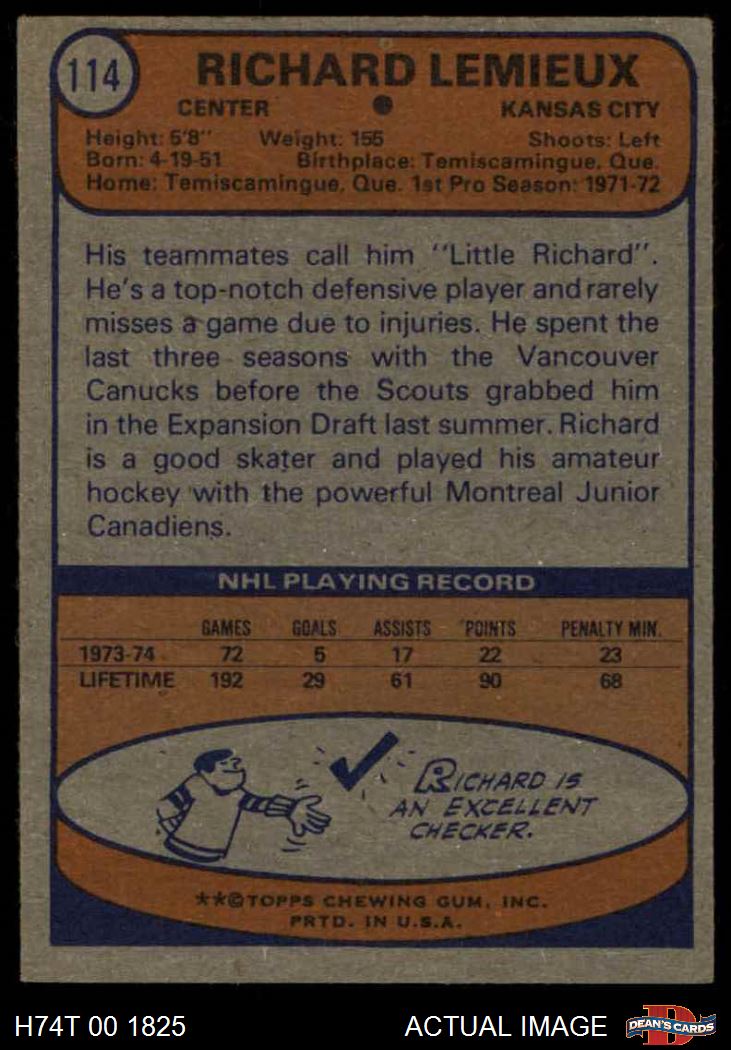 114
RICHARD LEMIEUX
CENTER KANSAS CITY
Height: 5'8" Weight: 155 Shoots: Left
Born: 4-19-51 Birthplace: Temiscamingue, Que.
Home: Temiscamingue, Que. 1st Pro Season: 1971-72
His teammates call him "Little Richard".
He's a top-notch defensive player and rarely
misses a game due to injuries. He spent the
last three seasons with the Vancouver
Canucks before the Scouts grabbed him
in the Expansion Draft last summer. Richard
is a good skater and played his amateur
hockey with the powerful Montreal Junior
Canadiens.
NHL PLAYING RECORD
GAMES GOALS ASSISTS POINTS PENALTY MIN.
1973-74 72 5 17 22 23
LIFETIME 192 29 61 90 68
RICHARD IS
AN EXCELLENT
CHECKER.
**©TOPPS CHEWING GUM, INC.
PRTD. IN U.S.A.
H74T 00 1825 ACTUAL IMAGE D DEAN'S CARDS